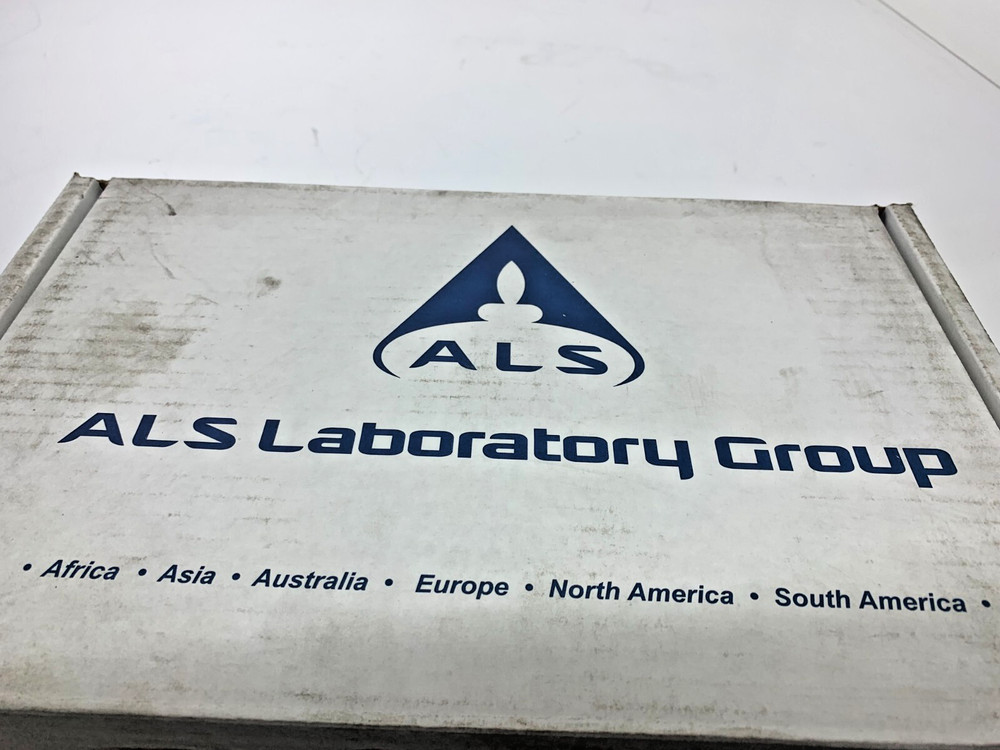 ALS
ALS Laboratory Group
• Africa • Asia • Australia • Europe • North America • South America •